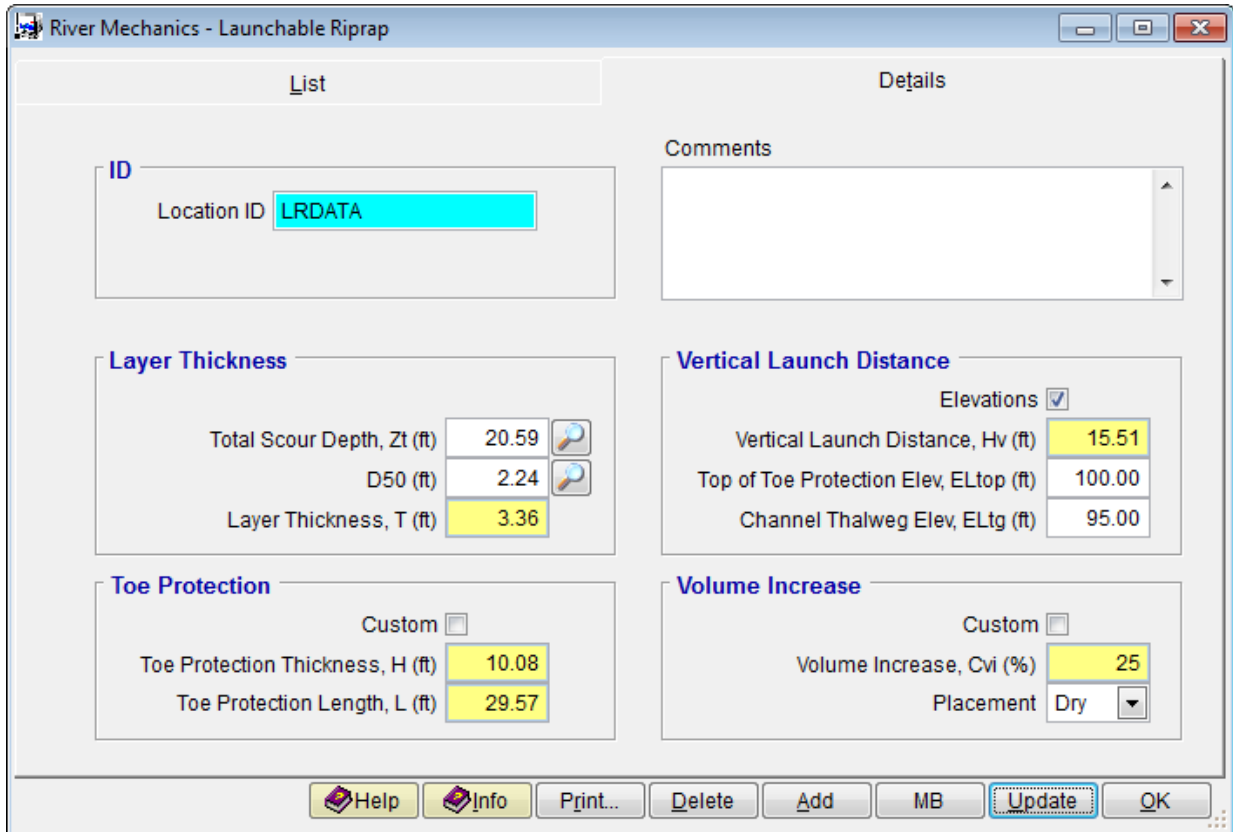 River Mechanics - Launchable Riprap
List
Details
ID
Location ID LRDATA
Comments
Layer Thickness
Total Scour Depth, Zt (ft) 20.59
D50 (ft) 2.24
Layer Thickness, T (ft) 3.36
Vertical Launch Distance
Elevations
Vertical Launch Distance, Hv (ft) 15.51
Top of Toe Protection Elev, ELtop (ft) 100.00
Channel Thalweg Elev, ELtg (ft) 95.00
Toe Protection
Custom
Toe Protection Thickness, H (ft) 10.08
Toe Protection Length, L (ft) 29.57
Volume Increase
Custom
Volume Increase, Cvi (%) 25
Placement Dry
Help Info Print... Delete Add MB Update OK